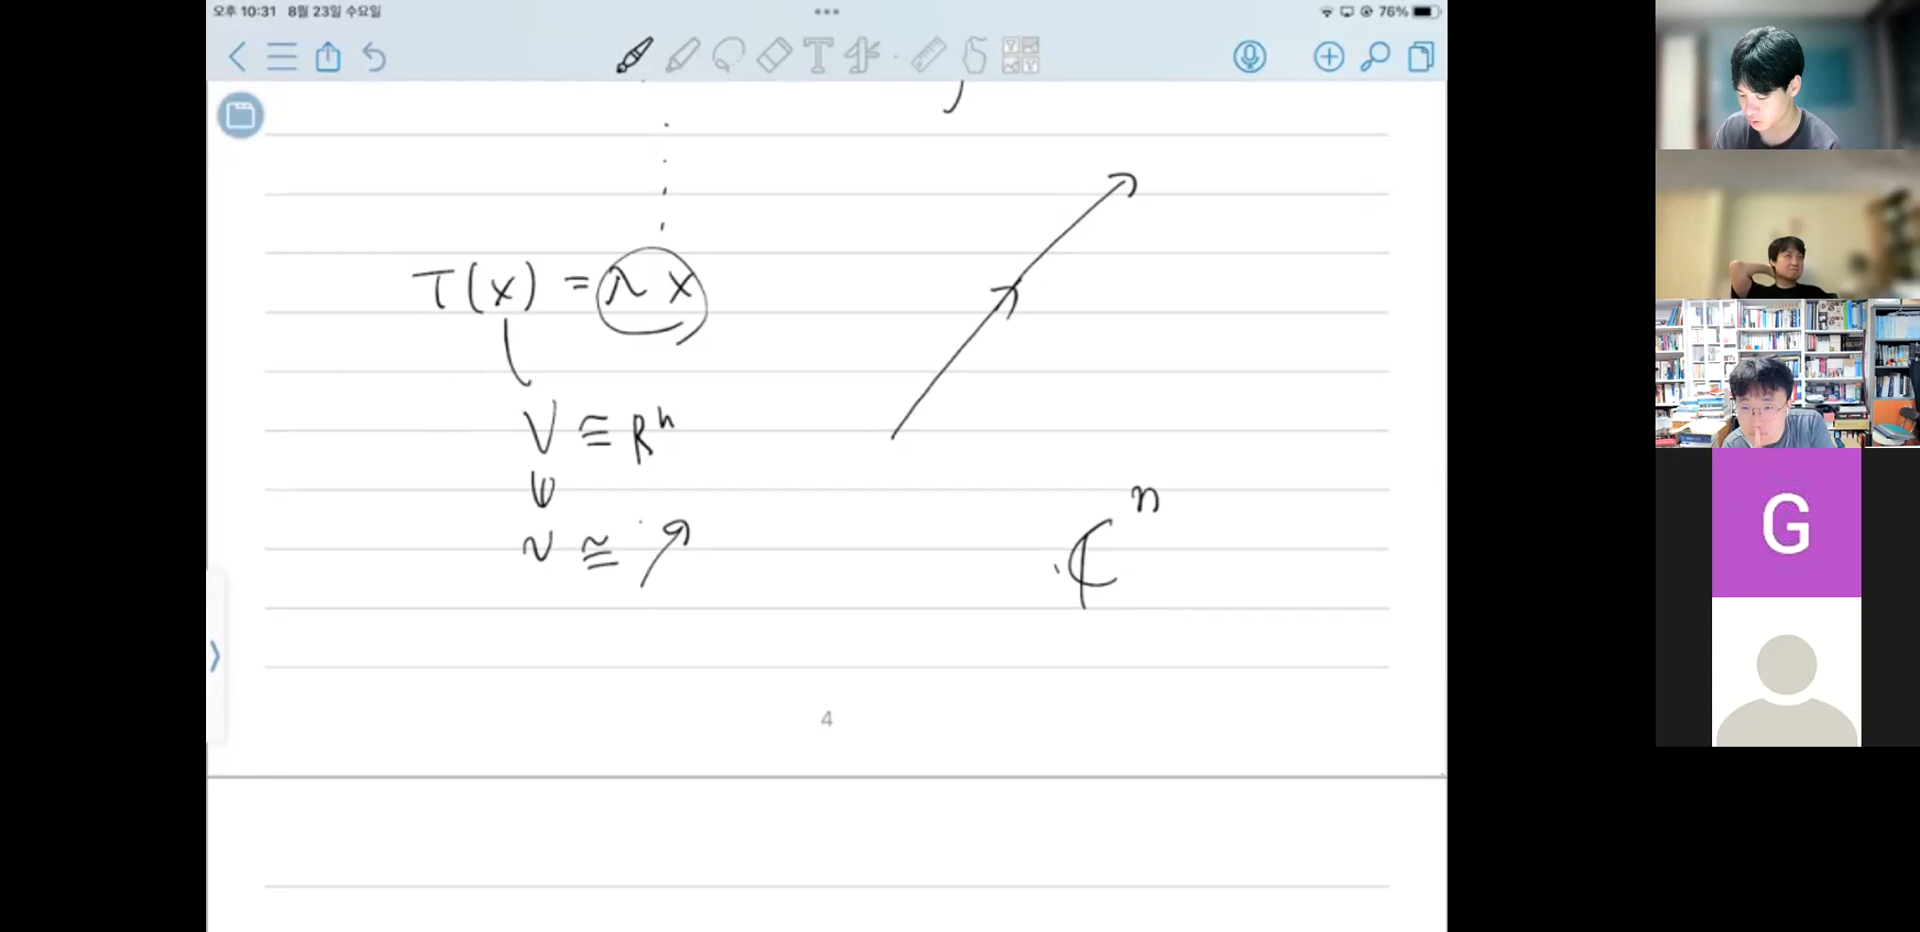 오후 10:31 8월 23일 수요일
76%
T(x) = λx
V ≅ ℝⁿ
ψ
v ≅
ℂⁿ
4
G